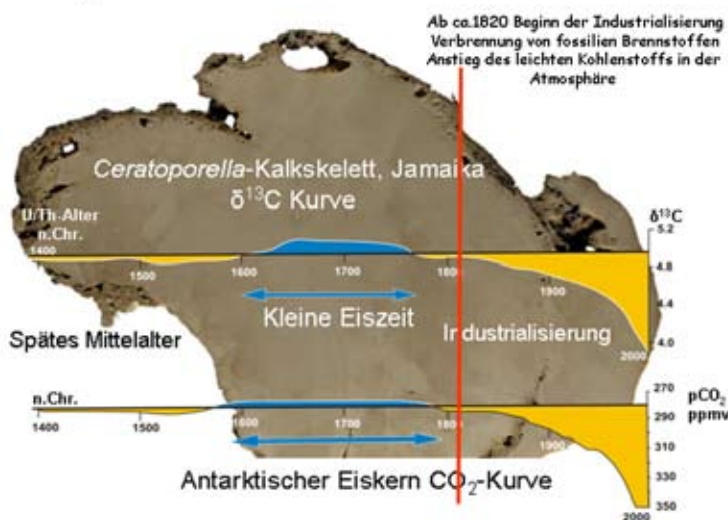 Ab ca.1820 Beginn der Industrialisierung
Verbrennung von fossilien Brennstoffen
Anstieg des leichten Kohlenstoffs in der
Atmosphäre
Ceratoporella-Kalkskelett, Jamaika
δ13C Kurve
U/Th-Alter
n.Chr.
1400
1500
1600
1700
1800
1900
2000
δ13C
5.2
4.8
4.4
4.0
Kleine Eiszeit
Spätes Mittelalter
Industrialisierung
n.Chr.
1400
1500
1600
1700
1800
1900
2000
270
290
310
330
350
pCO2
ppmv
Antarktischer Eiskern CO2-Kurve